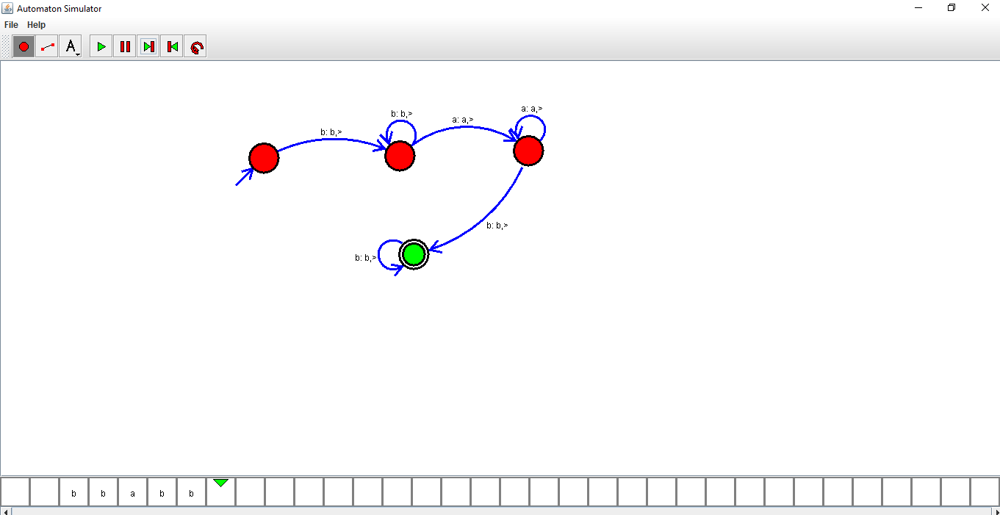 Automaton Simulator
File Help
A
b: b,>
b: b,>
a: a,>
a: a,>
b: b,>
b: b,>
b b a b b